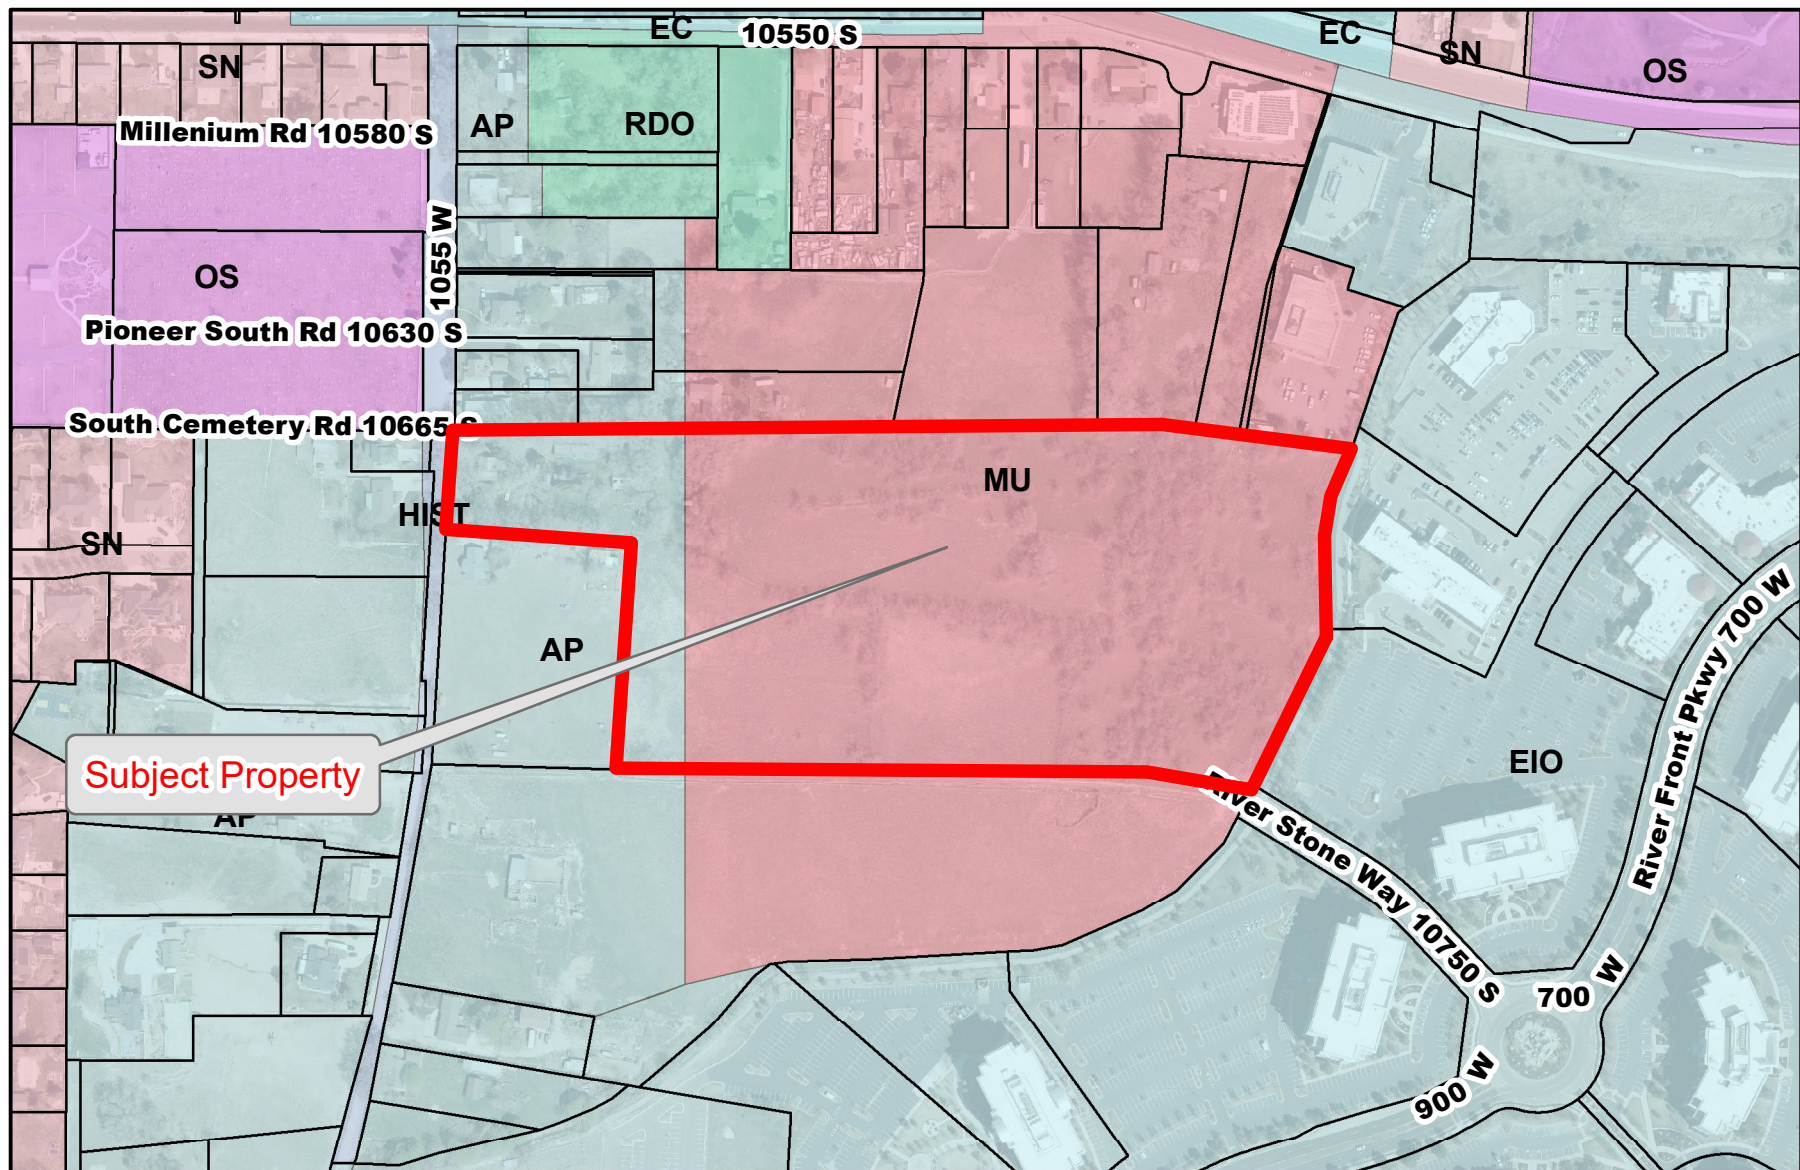 EC
10550 S
EC
SN
SN
OS
AP
RDO
Millenium Rd 10580 S
1055 W
OS
Pioneer South Rd 10630 S
South Cemetery Rd 10665 S
MU
HIST
SN
AP
Subject Property
AP
EIO
River Front Pkwy 700 W
River Stone Way 10750 S
700 W
900 W